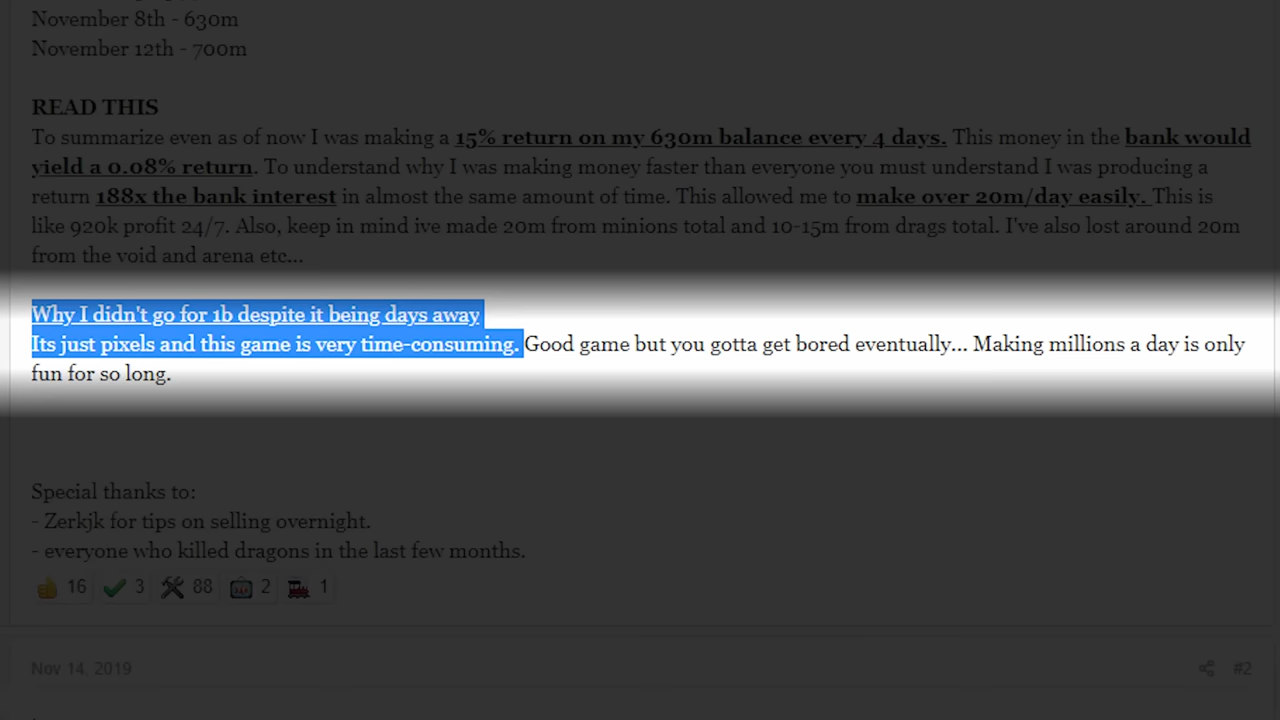 November 8th - 630m
November 12th - 700m
READ THIS
To summarize even as of now I was making a 15% return on my 630m balance every 4 days. This money in the bank would
yield a 0.08% return. To understand why I was making money faster than everyone you must understand I was producing a
return 188x the bank interest in almost the same amount of time. This allowed me to make over 20m/day easily. This is
like 920k profit 24/7. Also, keep in mind ive made 20m from minions total and 10-15m from drags total. I've also lost around 20m
from the void and arena etc...
Why I didn't go for 1b despite it being days away
Its just pixels and this game is very time-consuming. Good game but you gotta get bored eventually... Making millions a day is only
fun for so long.
Special thanks to:
- Zerkjk for tips on selling overnight.
- everyone who killed dragons in the last few months.
16 3 88 2 1
Nov 14, 2019 #2